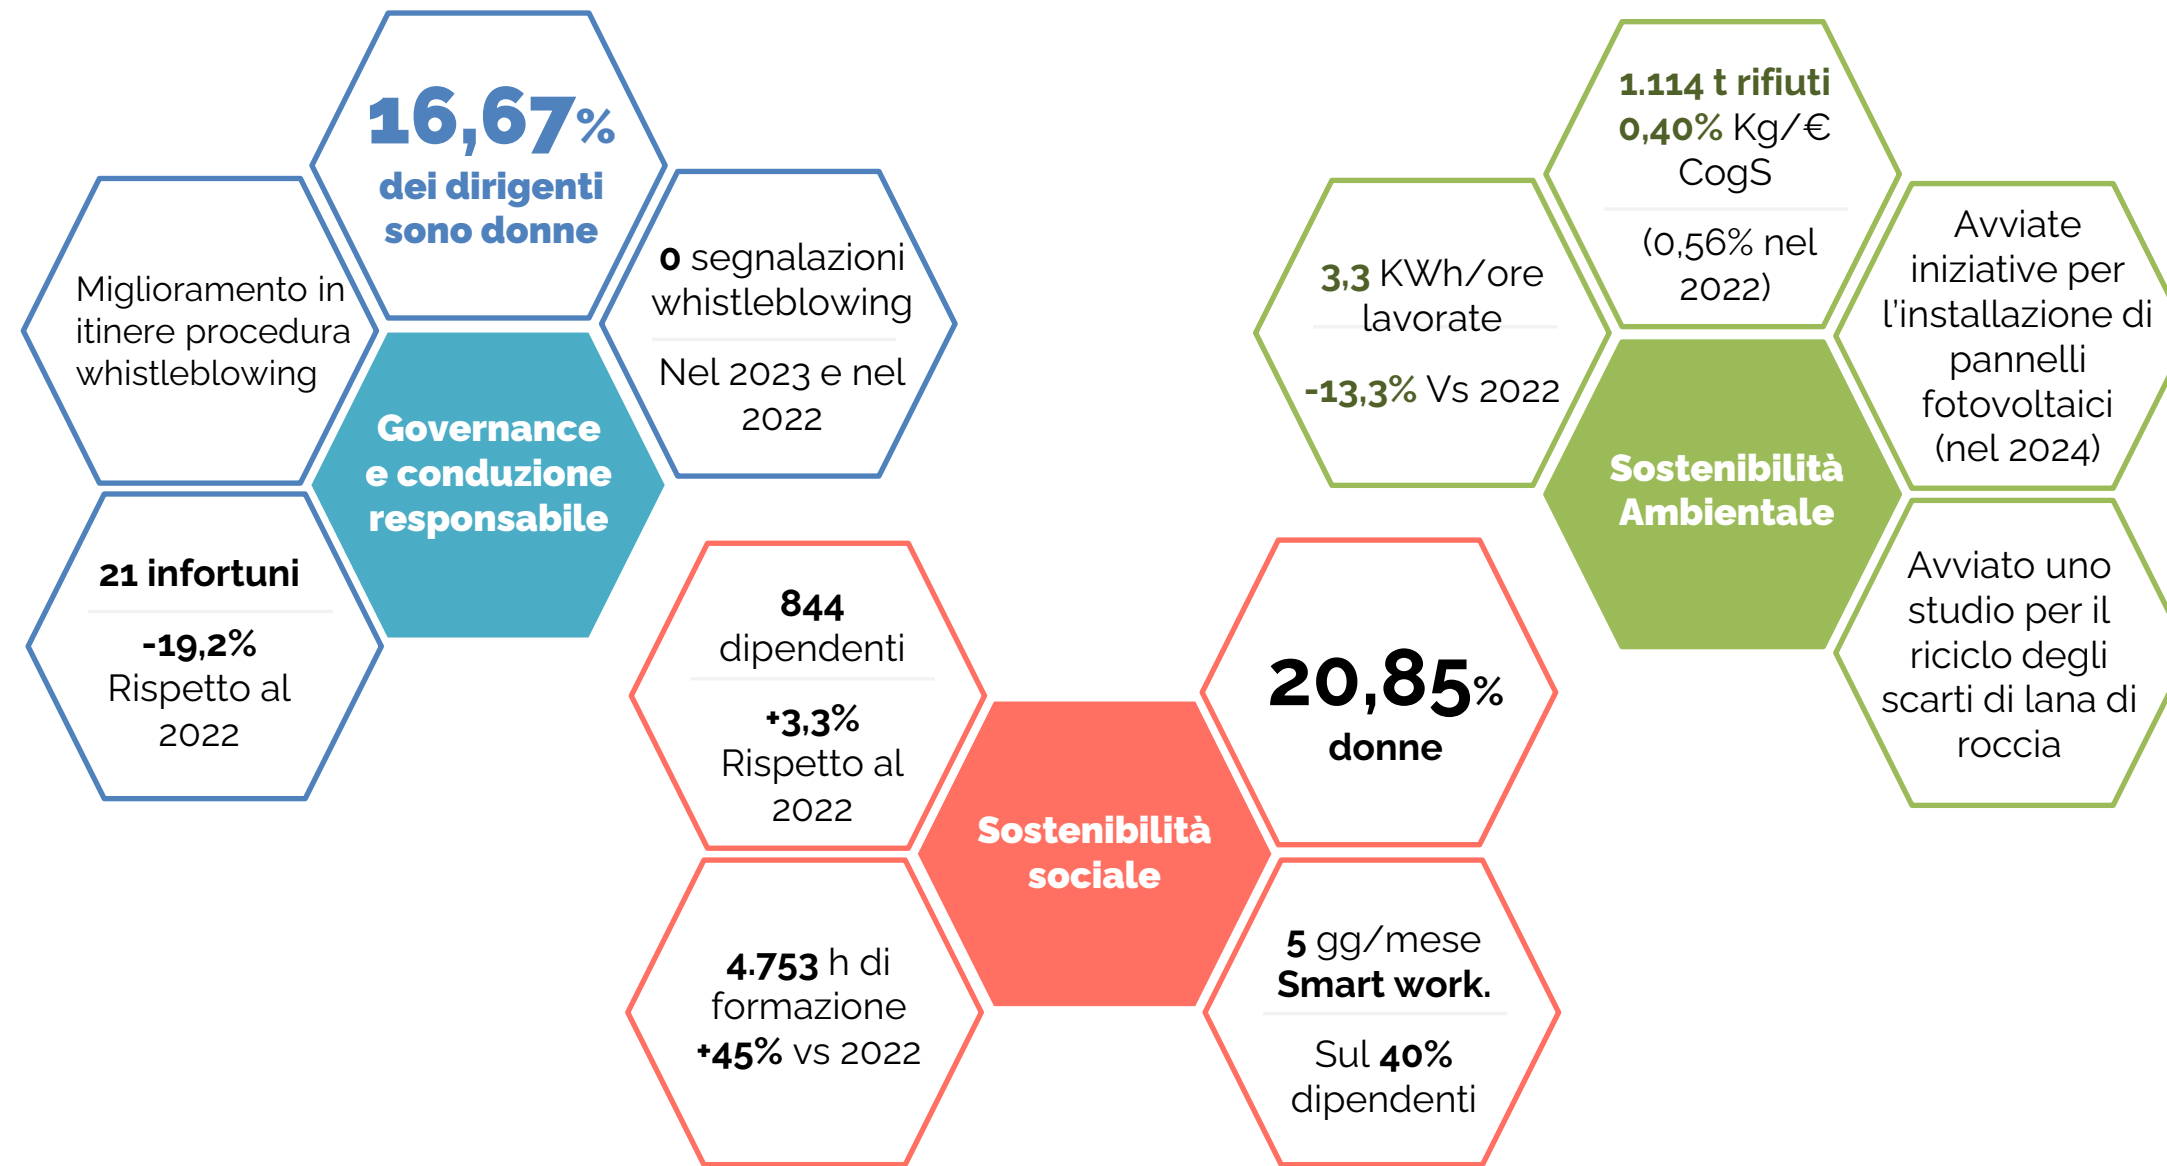 16,67%
dei dirigenti
sono donne
Miglioramento in
itinere procedura
whistleblowing
0 segnalazioni
whistleblowing
Nel 2023 e nel
2022
Governance
e conduzione
responsabile
21 infortuni
-19,2%
Rispetto al
2022
844
dipendenti
+3,3%
Rispetto al
2022
20,85%
donne
Sostenibilità
sociale
4.753 h di
formazione
+45% vs 2022
5 gg/mese
Smart work.
Sul 40%
dipendenti
1.114 t rifiuti
0,40% Kg/€
CogS
(0,56% nel
2022)
3,3 KWh/ore
lavorate
-13,3% Vs 2022
Avviate
iniziative per
l’installazione di
pannelli
fotovoltaici
(nel 2024)
Sostenibilità
Ambientale
Avviato uno
studio per il
riciclo degli
scarti di lana di
roccia